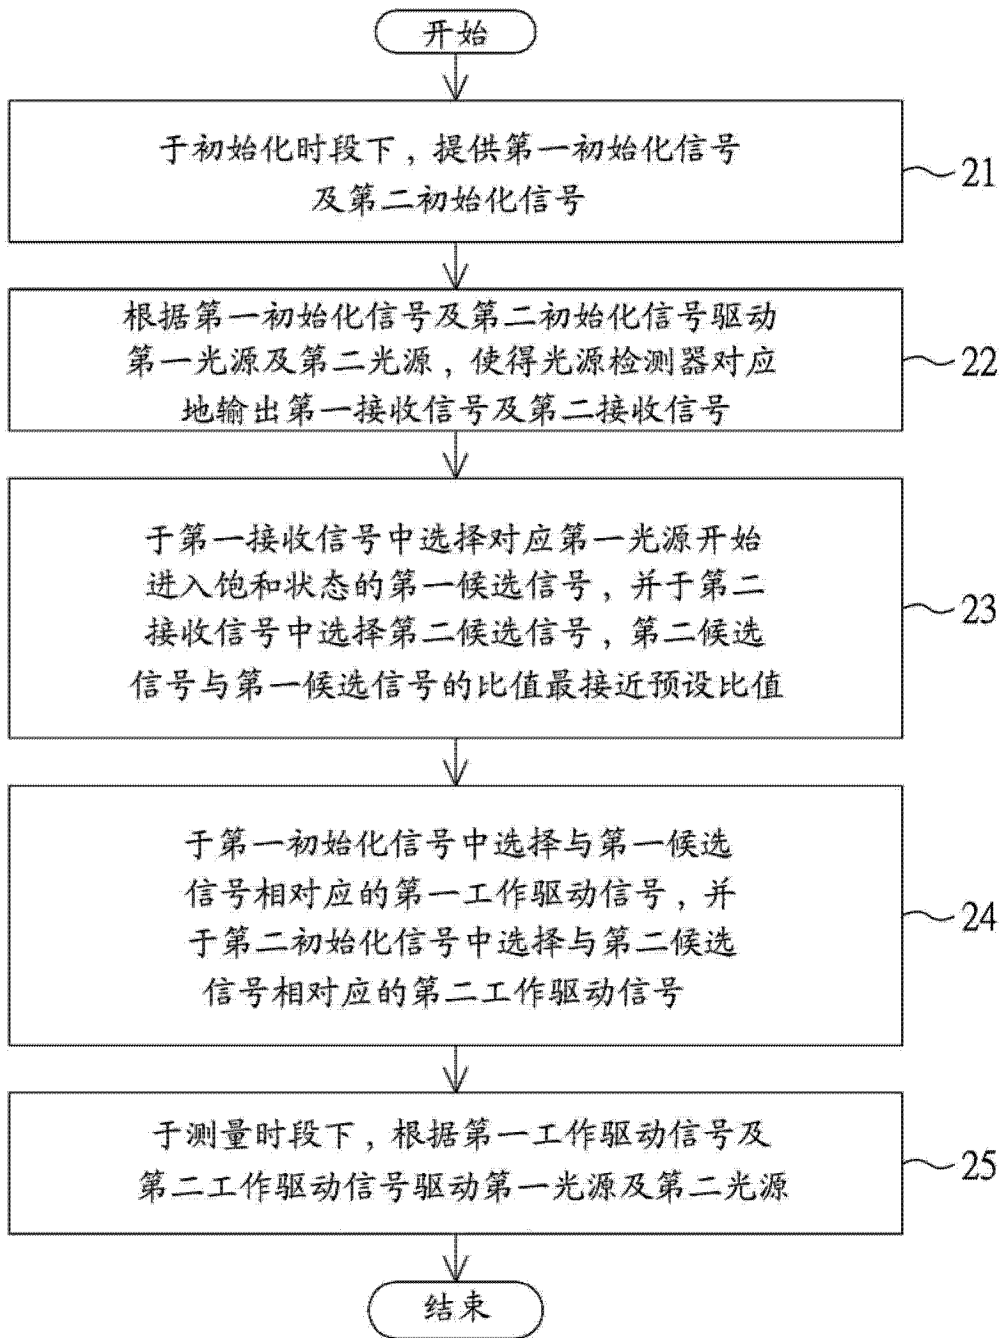 开始
于初始化时段下，提供第一初始化信号
及第二初始化信号
21
根据第一初始化信号及第二初始化信号驱动
第一光源及第二光源，使得光源检测器对应
地输出第一接收信号及第二接收信号
22
于第一接收信号中选择对应第一光源开始
进入饱和状态的第一候选信号，并于第二
接收信号中选择第二候选信号，第二候选
信号与第一候选信号的比值最接近预设比值
23
于第一初始化信号中选择与第一候选
信号相对应的第一工作驱动信号，并
于第二初始化信号中选择与第二候选
信号相对应的第二工作驱动信号
24
于测量时段下，根据第一工作驱动信号及
第二工作驱动信号驱动第一光源及第二光源
25
结束